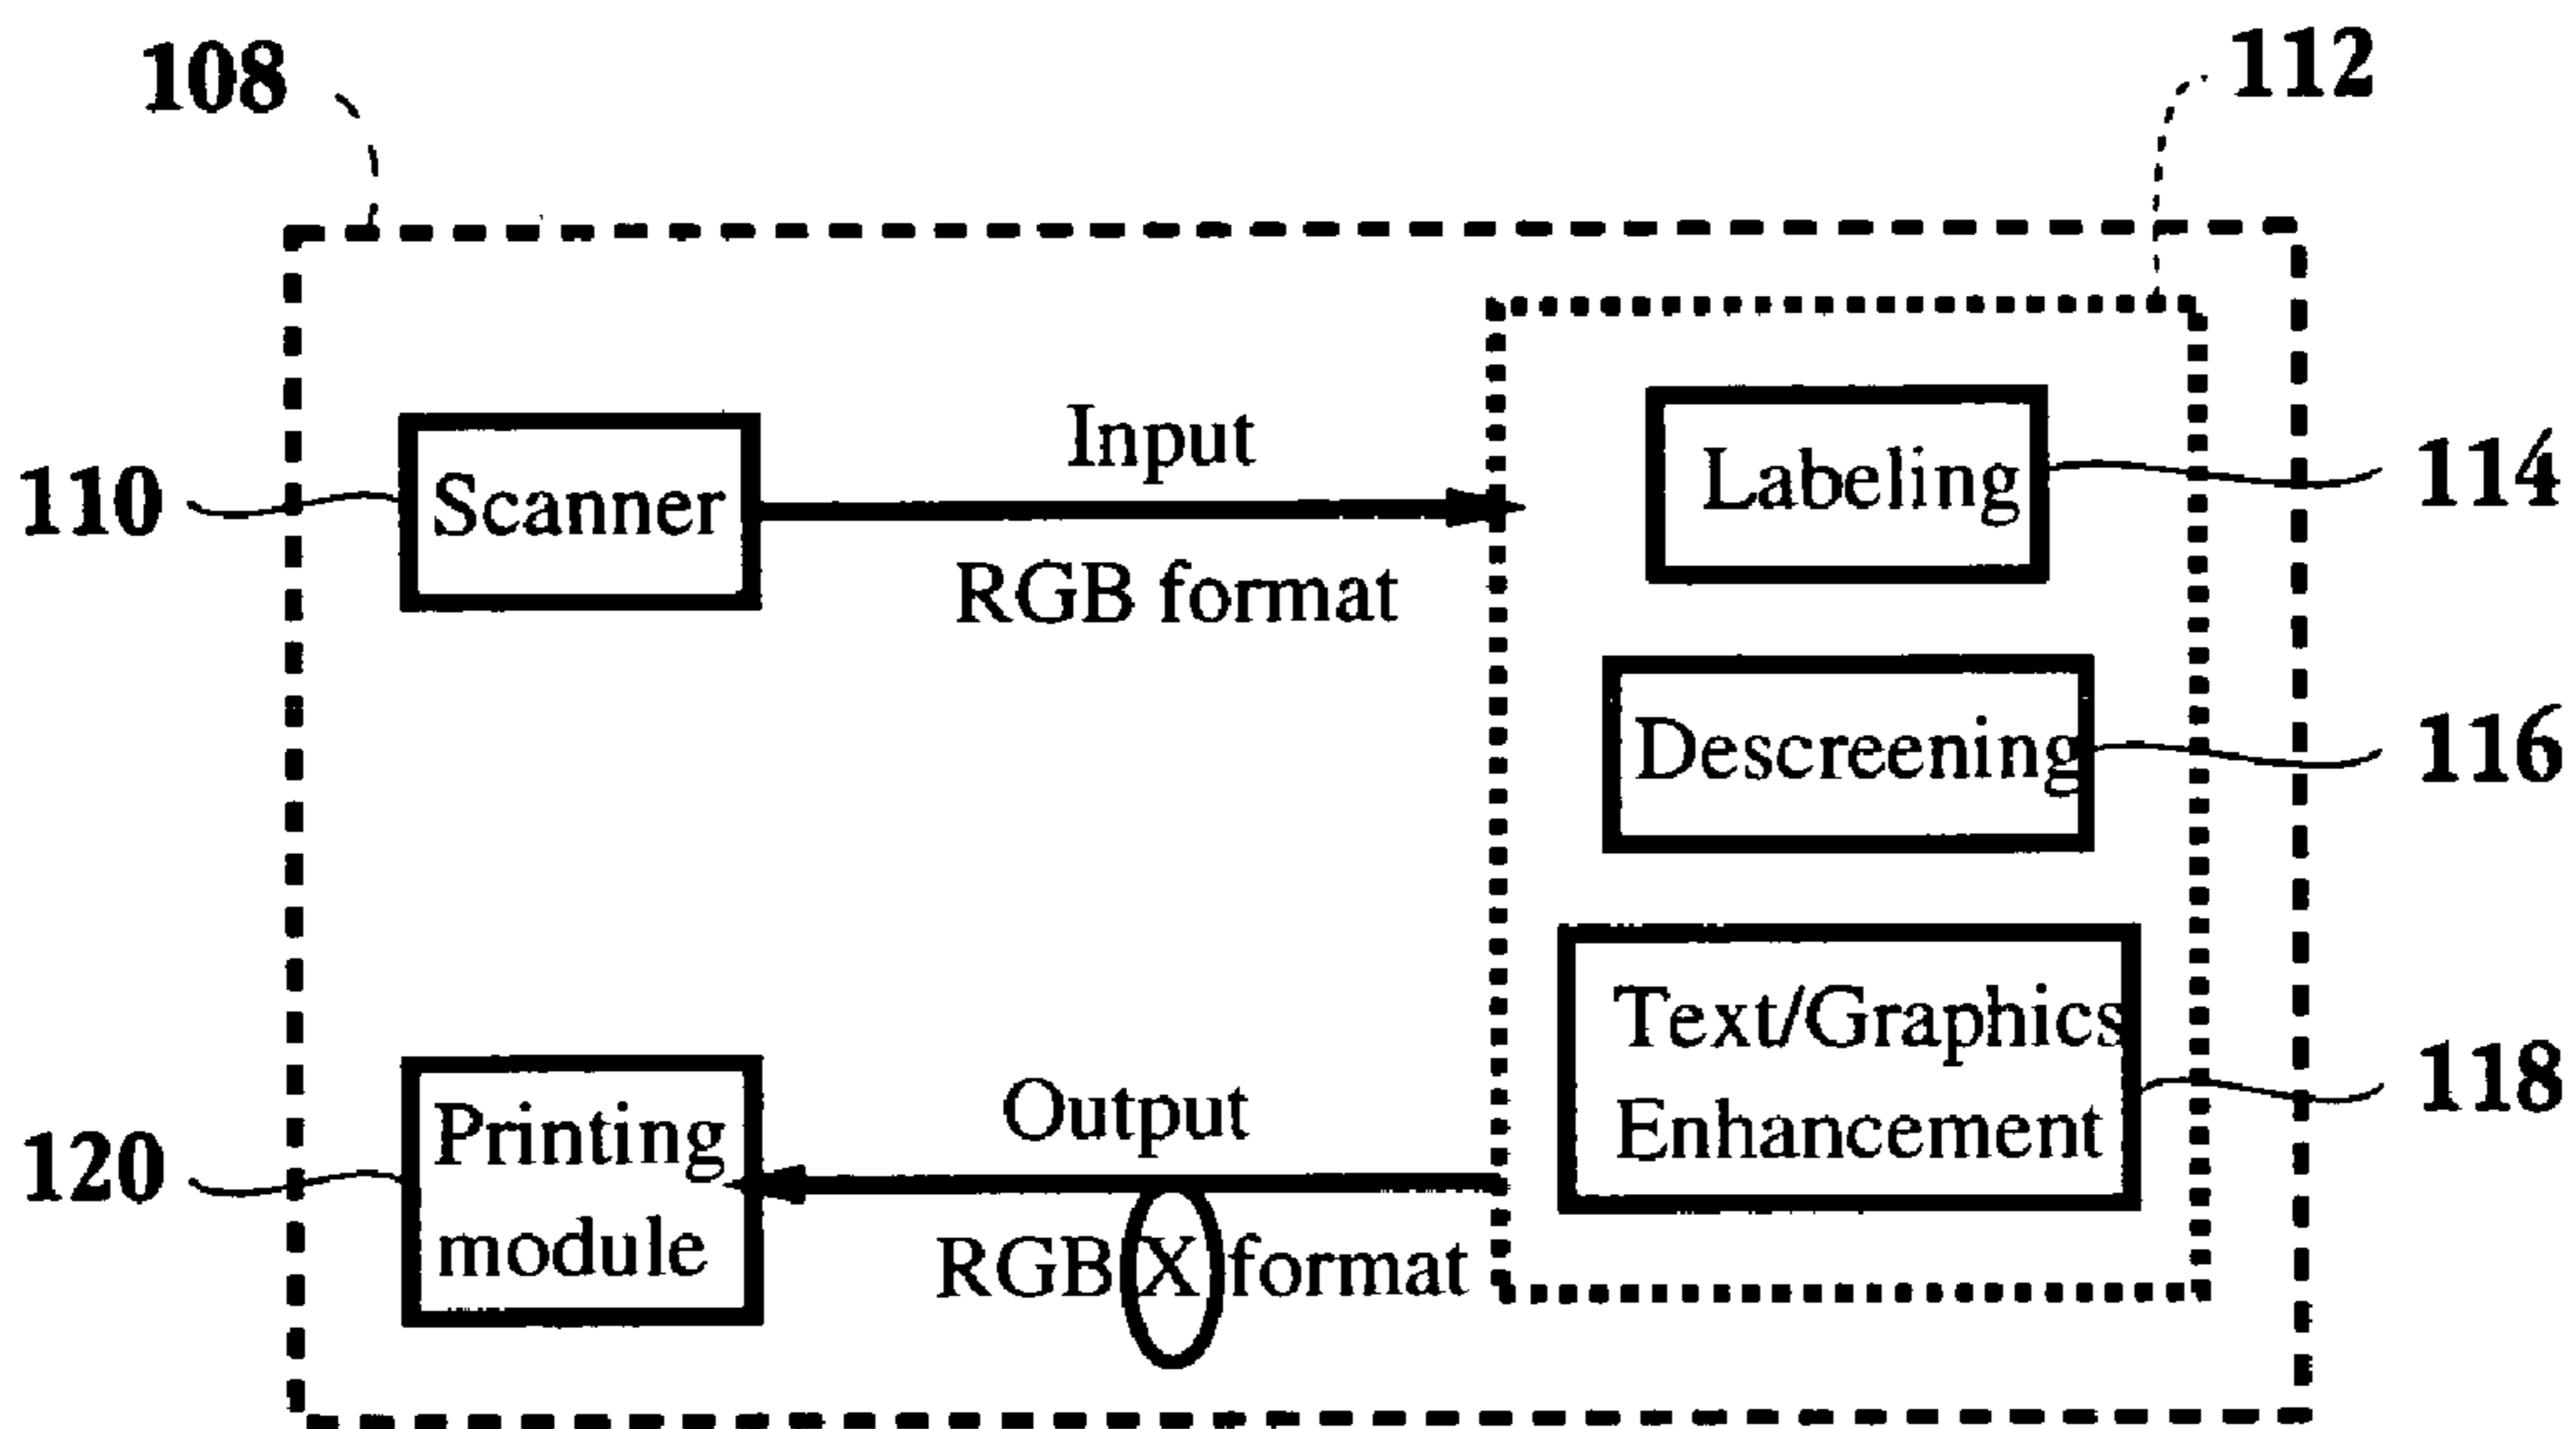 108
112
Input
110
Scanner
Labeling
114
RGB format
Descreening
116
Text/Graphics
Enhancement
118
Output
120
Printing
module
RGB X format